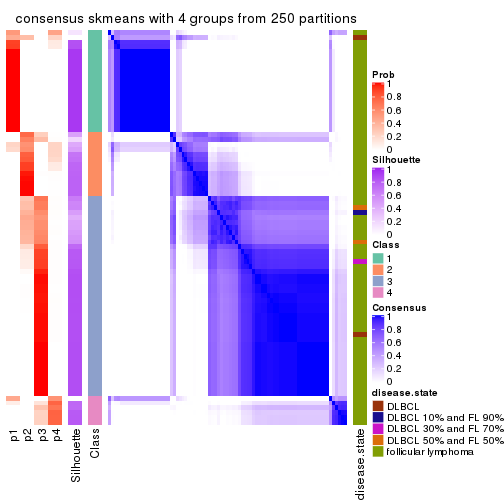 consensus skmeans with 4 groups from 250 partitions
Prob
1
0.8
0.6
0.4
0.2
0
Silhouette
1
0.8
0.6
0.4
0.2
0
Class
1
2
3
4
Consensus
1
0.8
0.6
0.4
0.2
0
disease.state
DLBCL
DLBCL 10% and FL 90%
DLBCL 30% and FL 70%
DLBCL 50% and FL 50%
follicular lymphoma
p1
p2
p3
p4
Silhouette
Class
disease.state